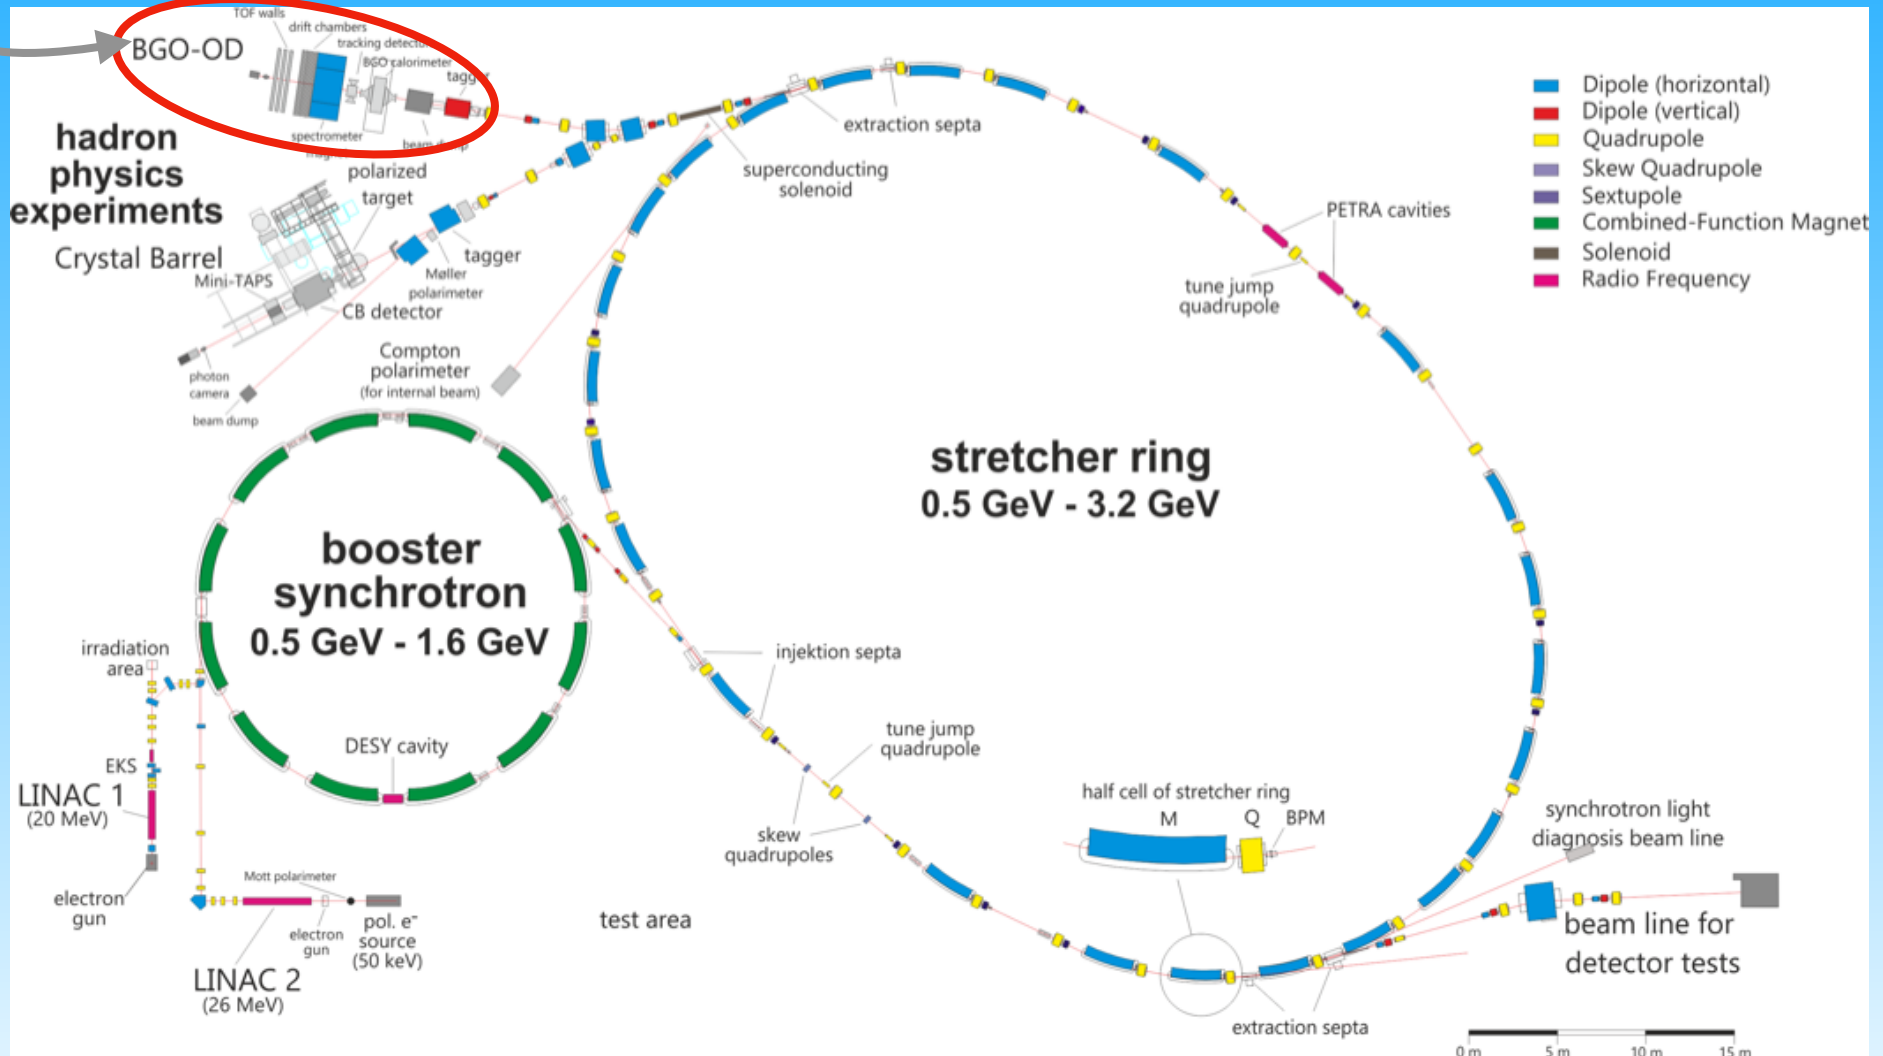 TOF walls
drift chambers
tracking detector
BGO-OD
BGO calorimeter
tagger
spectrometer
beam dump
hadron
physics
experiments
polarized
target
Crystal Barrel
tagger
Mini-TAPS
Møller
polarimeter
CB detector
photon
camera
beam dump
Compton
polarimeter
(for internal beam)
extraction septa
superconducting
solenoid
PETRA cavities
tune jump
quadrupole
Dipole (horizontal)
Dipole (vertical)
Quadrupole
Skew Quadrupole
Sextupole
Combined-Function Magnet
Solenoid
Radio Frequency
stretcher ring
0.5 GeV - 3.2 GeV
booster
synchrotron
0.5 GeV - 1.6 GeV
irradiation
area
injektion septa
DESY cavity
tune jump
quadrupole
EKS
LINAC 1
(20 MeV)
skew
quadrupoles
half cell of stretcher ring
M Q BPM
synchrotron light
diagnosis beam line
electron
gun
Mott polarimeter
electron
gun
pol. e⁻
source
(50 keV)
LINAC 2
(26 MeV)
test area
beam line for
detector tests
extraction septa
0 m 5 m 10 m 15 m